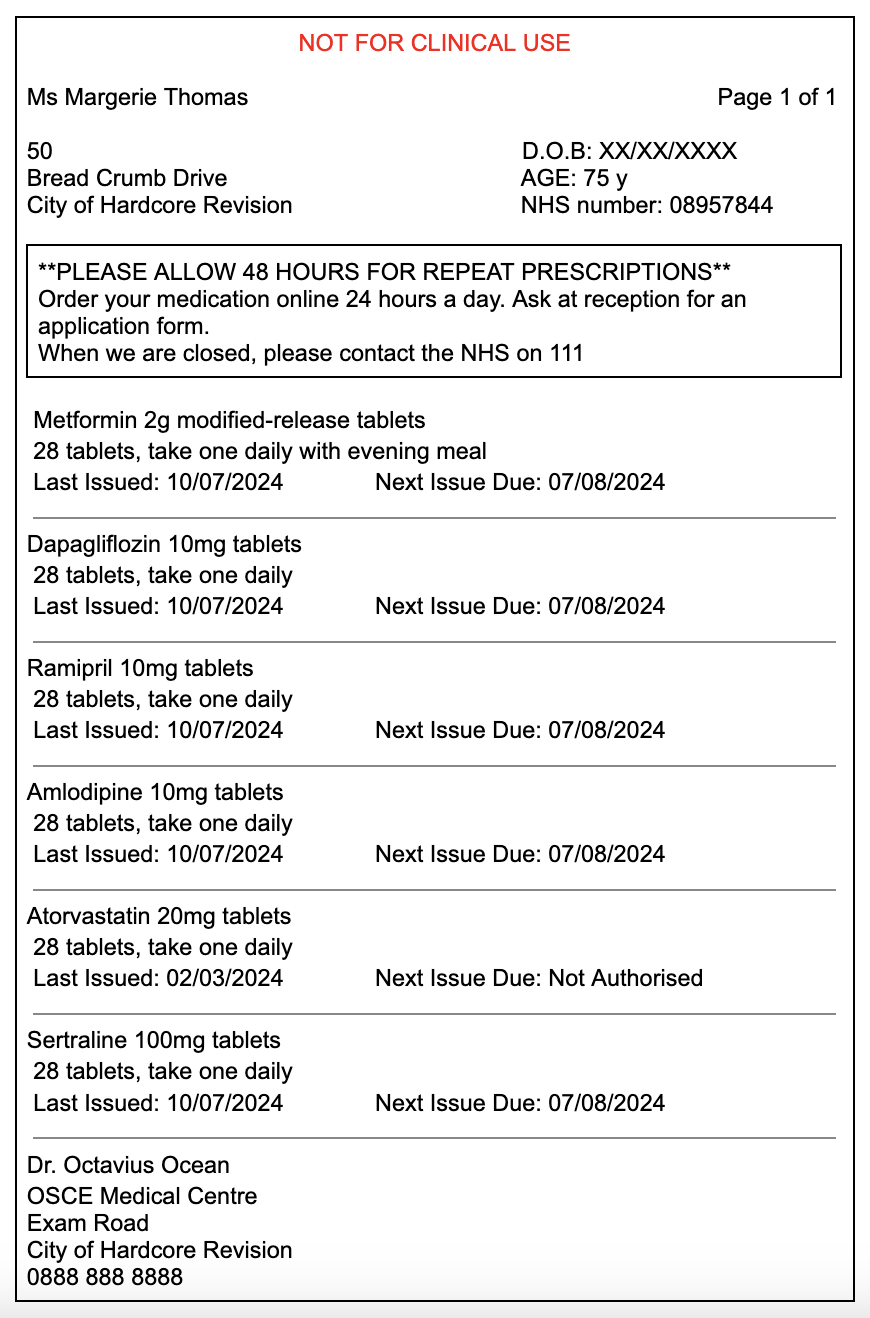 NOT FOR CLINICAL USE
Ms Margerie Thomas
Page 1 of 1
50
Bread Crumb Drive
City of Hardcore Revision
D.O.B: XX/XX/XXXX
AGE: 75 y
NHS number: 08957844
**PLEASE ALLOW 48 HOURS FOR REPEAT PRESCRIPTIONS**
Order your medication online 24 hours a day. Ask at reception for an
application form.
When we are closed, please contact the NHS on 111
Metformin 2g modified-release tablets
28 tablets, take one daily with evening meal
Last Issued: 10/07/2024 Next Issue Due: 07/08/2024
Dapagliflozin 10mg tablets
28 tablets, take one daily
Last Issued: 10/07/2024 Next Issue Due: 07/08/2024
Ramipril 10mg tablets
28 tablets, take one daily
Last Issued: 10/07/2024 Next Issue Due: 07/08/2024
Amlodipine 10mg tablets
28 tablets, take one daily
Last Issued: 10/07/2024 Next Issue Due: 07/08/2024
Atorvastatin 20mg tablets
28 tablets, take one daily
Last Issued: 02/03/2024 Next Issue Due: Not Authorised
Sertraline 100mg tablets
28 tablets, take one daily
Last Issued: 10/07/2024 Next Issue Due: 07/08/2024
Dr. Octavius Ocean
OSCE Medical Centre
Exam Road
City of Hardcore Revision
0888 888 8888